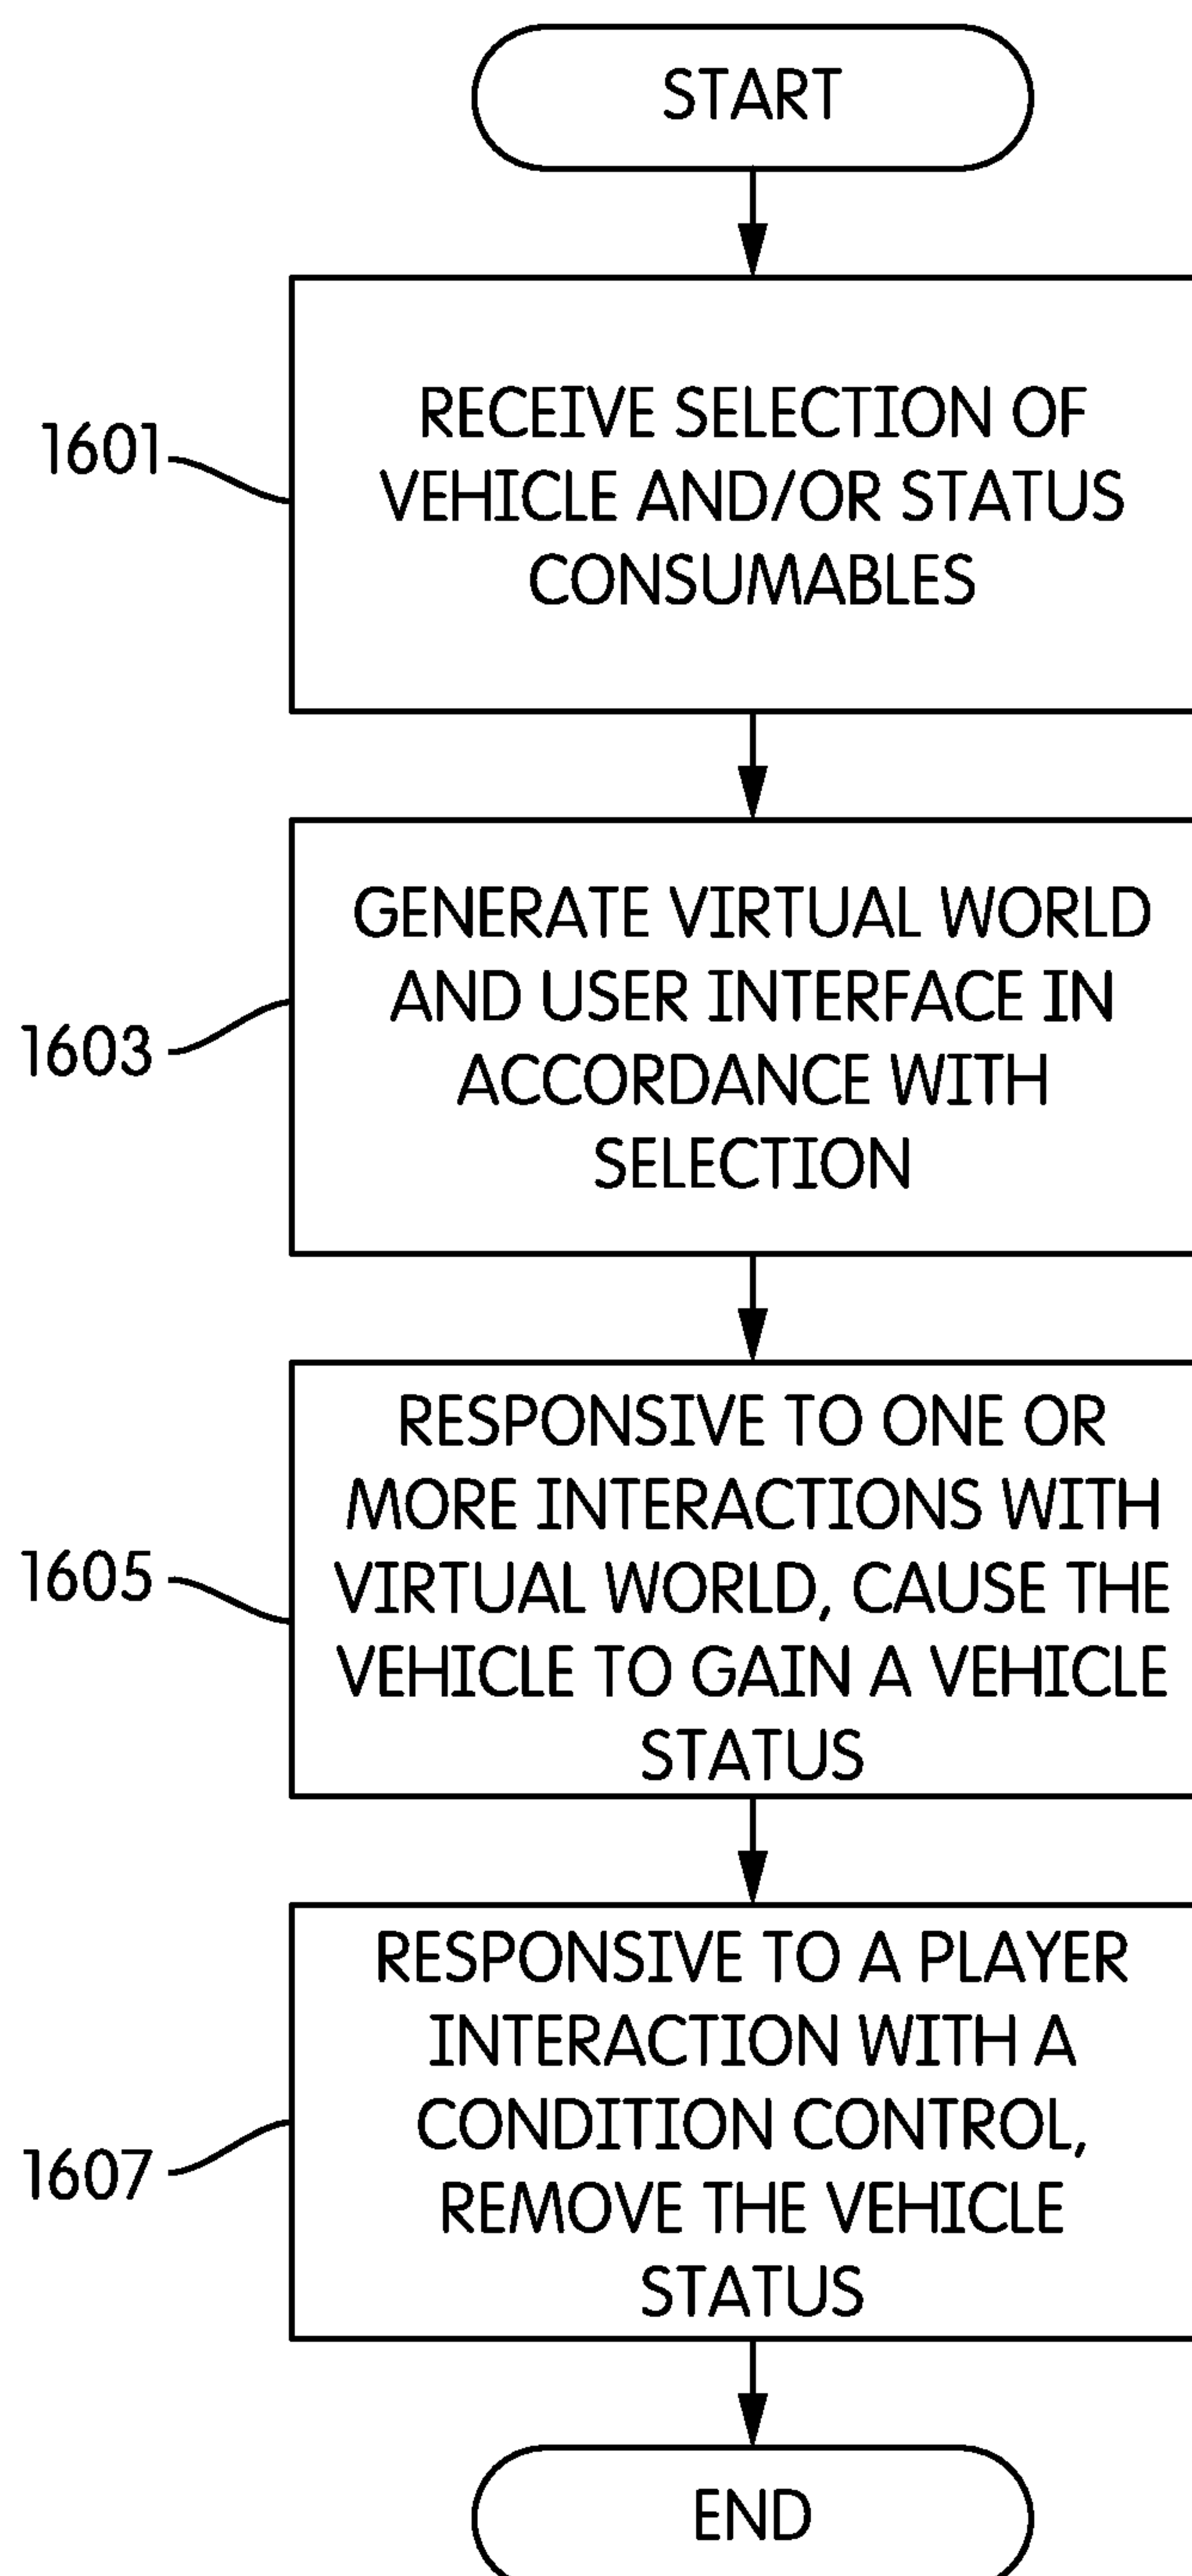 START
1601
RECEIVE SELECTION OF
VEHICLE AND/OR STATUS
CONSUMABLES
1603
GENERATE VIRTUAL WORLD
AND USER INTERFACE IN
ACCORDANCE WITH
SELECTION
1605
RESPONSIVE TO ONE OR
MORE INTERACTIONS WITH
VIRTUAL WORLD, CAUSE THE
VEHICLE TO GAIN A VEHICLE
STATUS
1607
RESPONSIVE TO A PLAYER
INTERACTION WITH A
CONDITION CONTROL,
REMOVE THE VEHICLE
STATUS
END